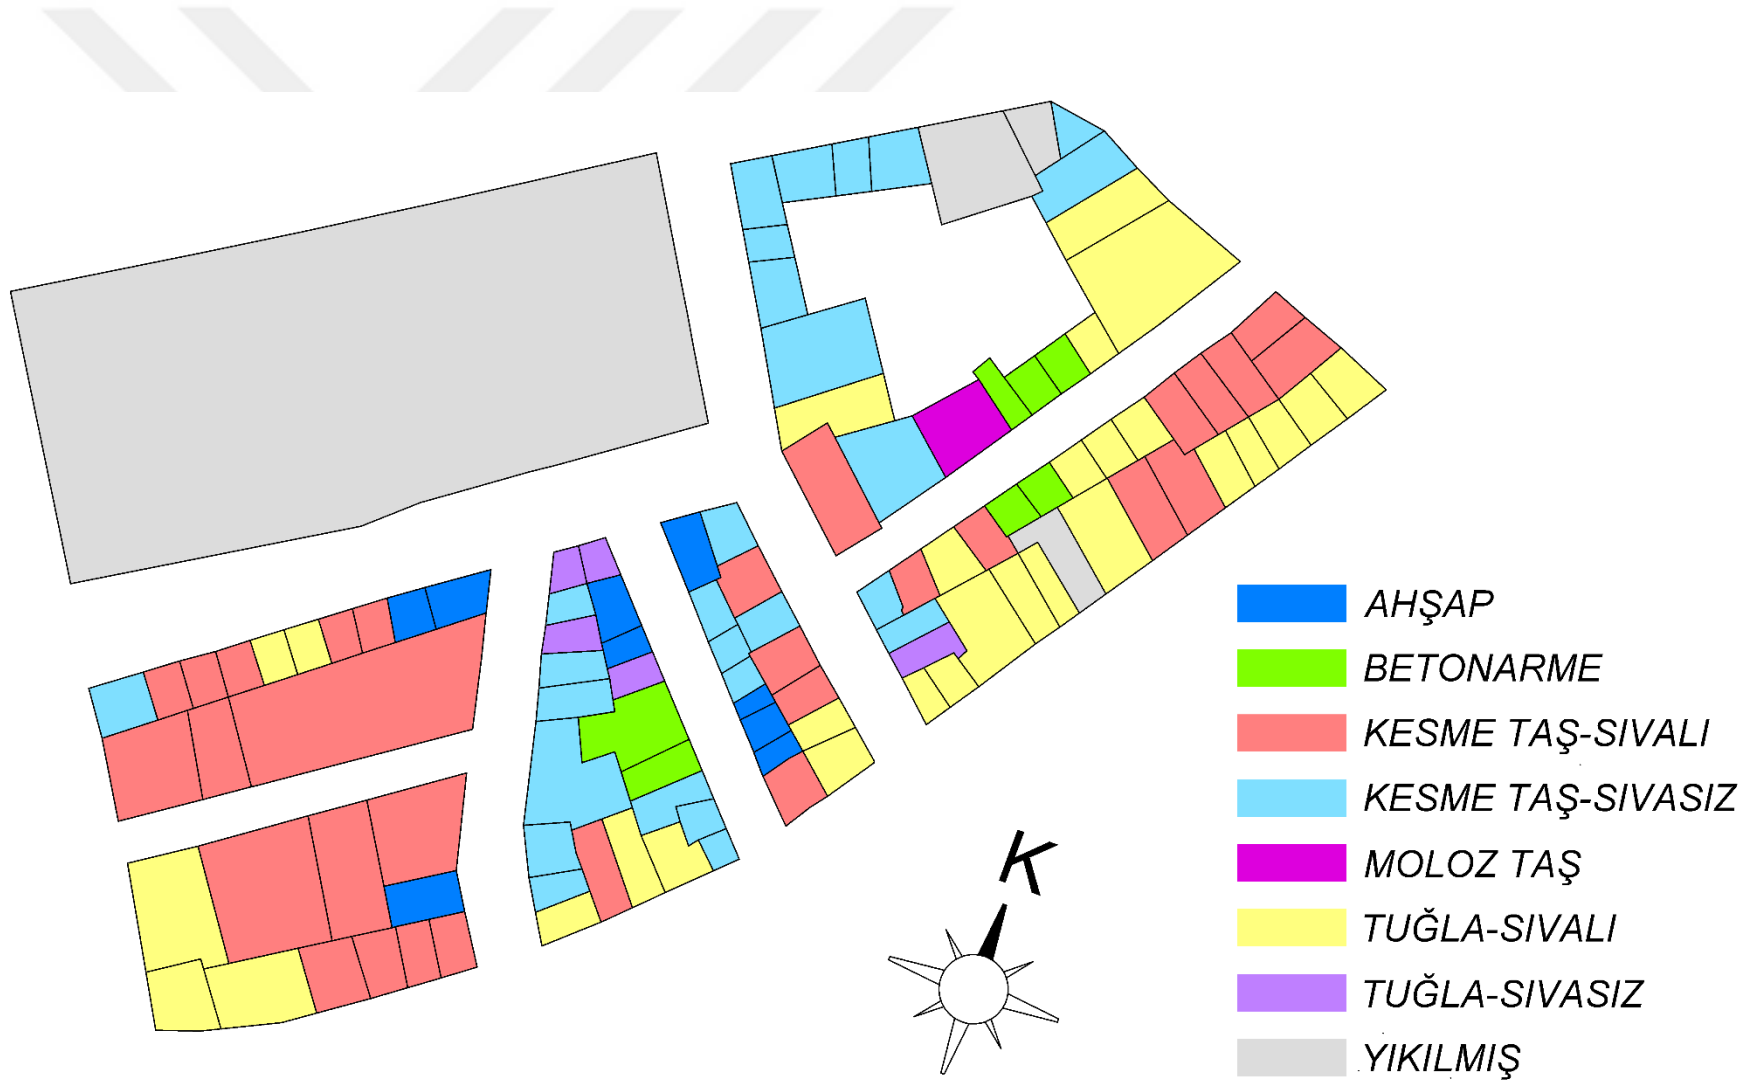 K
AHŞAP
BETONARME
KESME TAŞ-SIVALI
KESME TAŞ-SIVASIZ
MOLOZ TAŞ
TUĞLA-SIVALI
TUĞLA-SIVASIZ
YIKILMIŞ